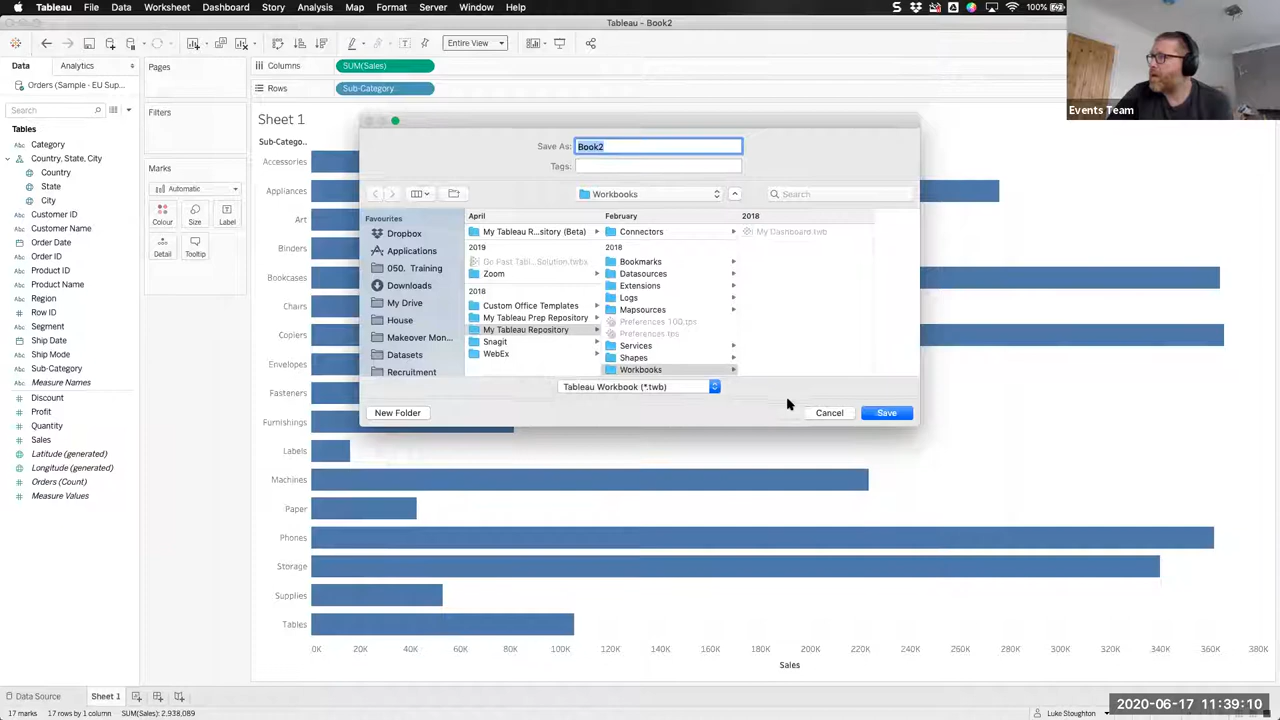 Tableau File Data Worksheet Dashboard Story Analysis Map Format Server Window Help 100%
Tableau - Book2
Entire View
Data Analytics
Orders (Sample - EU Sup...
Search
Tables
Category
Country, State, City
Country
State
City
Customer ID
Customer Name
Order Date
Order ID
Product ID
Product Name
Region
Row ID
Segment
Ship Date
Ship Mode
Sub-Category
Measure Names
Discount
Profit
Quantity
Sales
Latitude (generated)
Longitude (generated)
Orders (Count)
Measure Values
Pages
Filters
Marks
Automatic
Colour Size Label
Detail Tooltip
Columns SUM(Sales)
Rows Sub-Category
Sheet 1
Sub-Catego..
Accessories
Appliances
Art
Binders
Bookcases
Chairs
Copiers
Envelopes
Fasteners
Furnishings
Labels
Machines
Paper
Phones
Storage
Supplies
Tables
0K 20K 40K 60K 80K 100K 120K 140K 160K 180K 200K 220K 240K 260K 280K 300K 320K 340K 360K 380K
Sales
Save As: Book2
Tags:
Workbooks
Search
Favourites
Dropbox
Applications
050. Training
Downloads
My Drive
House
Makeover Mon...
Datasets
Recruitment
April
My Tableau R...sitory (Beta)
2019
Go Fast Tabl... Solution.twbx
Zoom
2018
Custom Office Templates
My Tableau Prep Repository
My Tableau Repository
Snagit
WebEx
February
Connectors
2018
Bookmarks
Datasources
Extensions
Logs
Mapsources
Preferences 100.tps
Preferences.tps
Services
Shapes
Workbooks
2018
My Dashboard.twb
Tableau Workbook (*.twb)
New Folder Cancel Save
Events Team
Data Source Sheet 1
17 marks 17 rows by 1 column SUM(Sales): 2,938,089
Luke Stoughton
2020-06-17 11:39:10